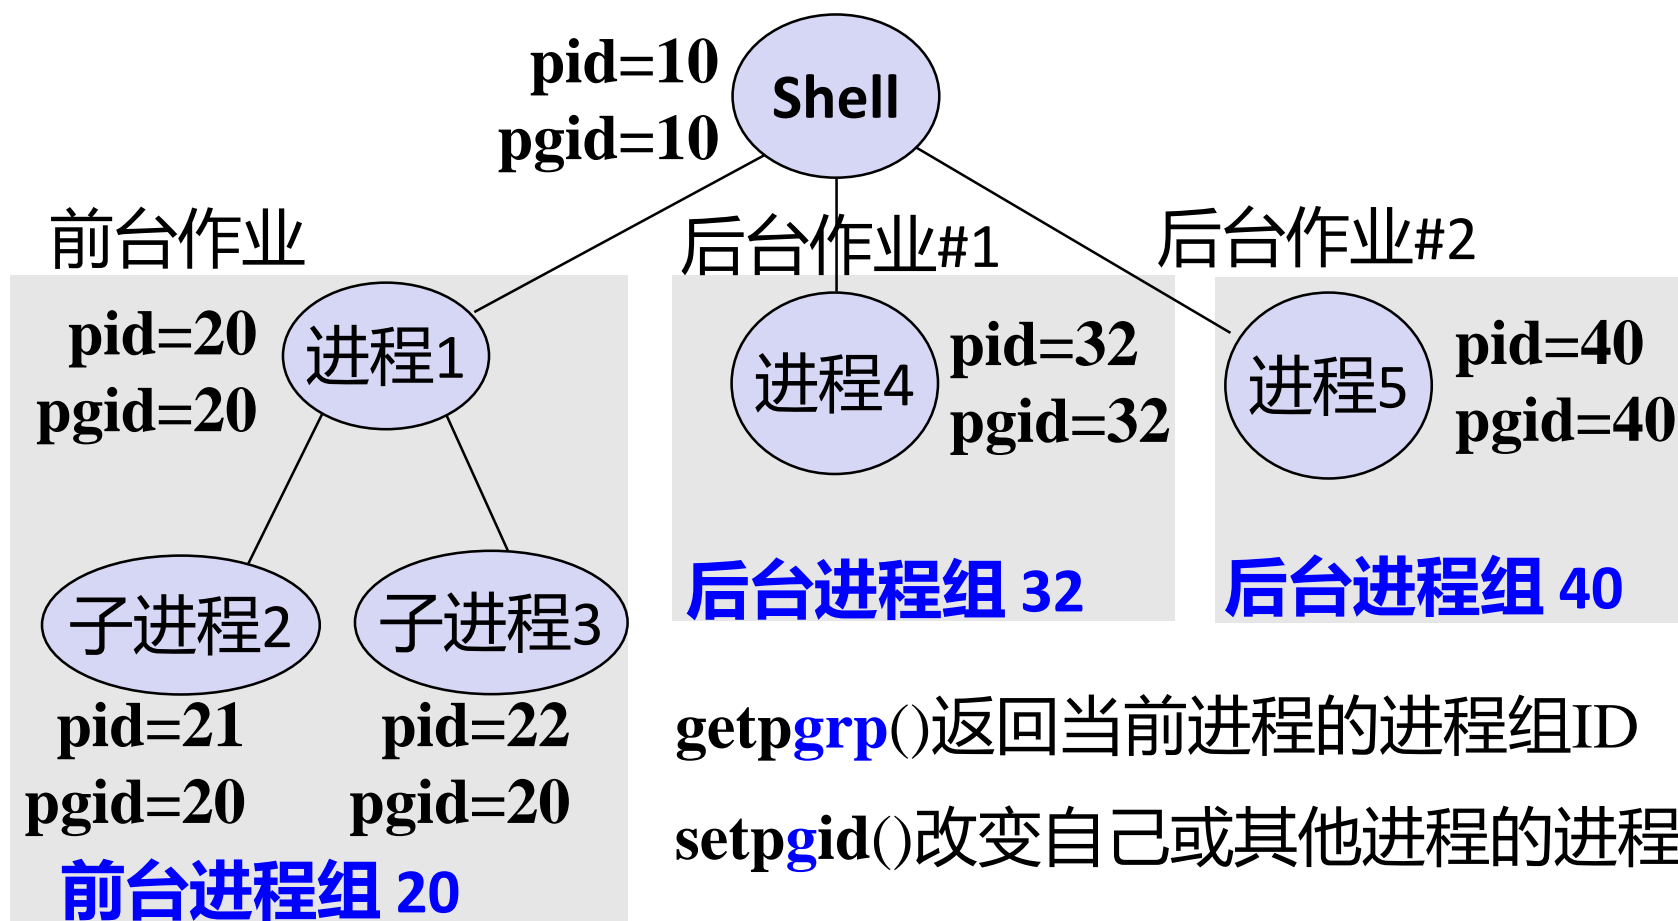 pid=10
pgid=10
Shell
前台作业
后台作业#1
后台作业#2
pid=20
pgid=20
进程1
进程4
pid=32
pgid=32
进程5
pid=40
pgid=40
子进程2
子进程3
pid=21
pgid=20
pid=22
pgid=20
前台进程组 20
后台进程组 32
后台进程组 40
getpgrp()返回当前进程的进程组ID
setpgid()改变自己或其他进程的进程